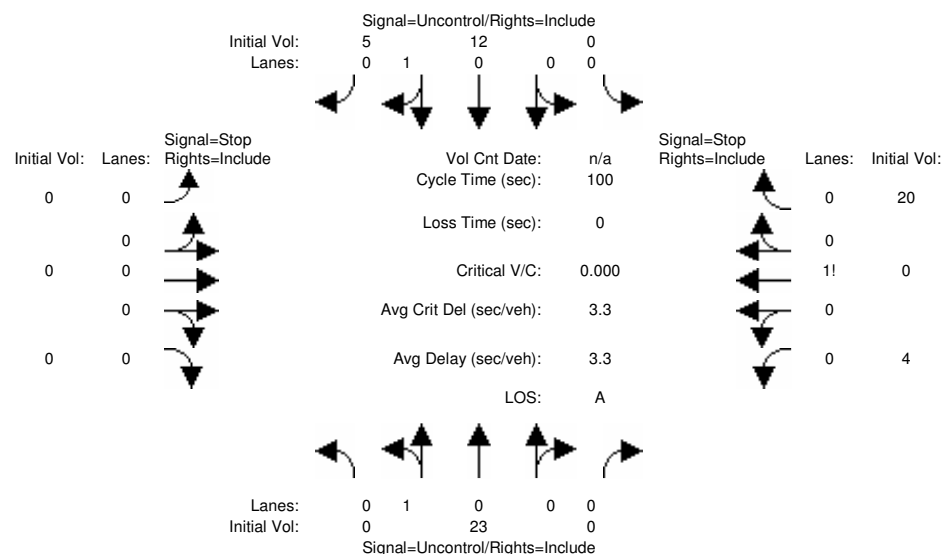 Signal=Uncontrol/Rights=Include
Initial Vol: 5 12 0
Lanes: 0 1 0 0 0
Signal=Stop Signal=Stop
Initial Vol: Lanes: Rights=Include Vol Cnt Date: n/a Rights=Include Lanes: Initial Vol:
Cycle Time (sec): 100
0 0 0 20
Loss Time (sec): 0
0 0
0 0 Critical V/C: 0.000 1! 0
0 Avg Crit Del (sec/veh): 3.3 0
0 0 Avg Delay (sec/veh): 3.3 0 4
LOS: A
Lanes: 0 1 0 0 0
Initial Vol: 0 23 0
Signal=Uncontrol/Rights=Include